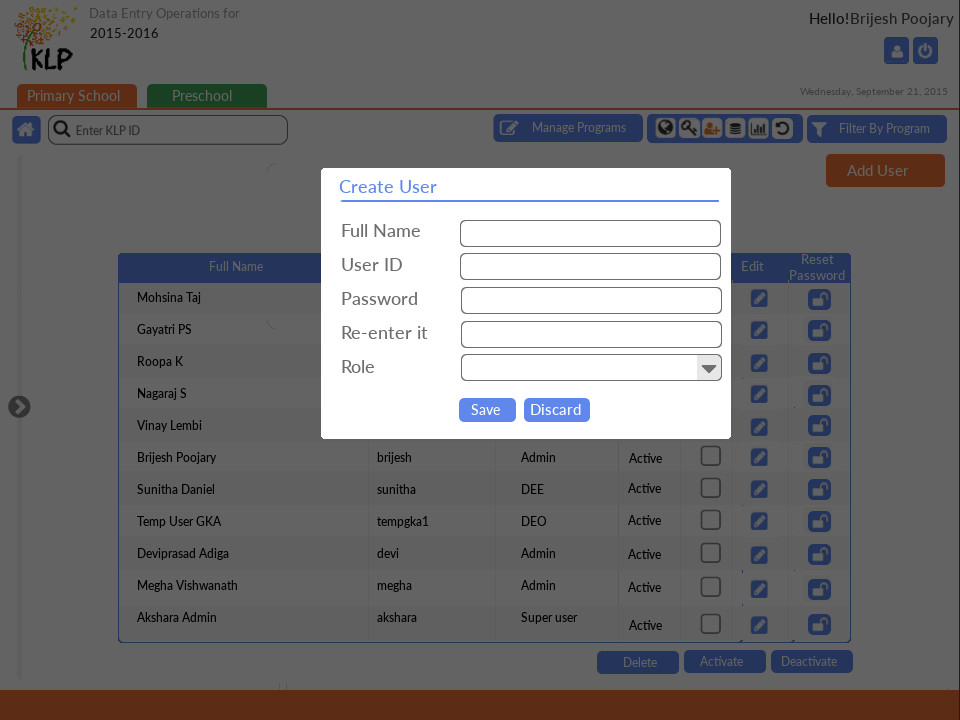 Data Entry Operations for
2015-2016
KLP
Hello!Brijesh Poojary
Primary School
Preschool
Wednesday, September 21, 2015
Enter KLP ID
Manage Programs
Filter By Program
Add User
Create User
Full Name
User ID
Password
Re-enter it
Role
Save
Discard
Full Name
Edit
Reset
Password
Mohsina Taj
Gayatri PS
Roopa K
Nagaraj S
Vinay Lembi
Brijesh Poojary brijesh Admin Active
Sunitha Daniel sunitha DEE Active
Temp User GKA tempgka1 DEO Active
Deviprasad Adiga devi Admin Active
Megha Vishwanath megha Admin Active
Akshara Admin akshara Super user Active
Delete
Activate
Deactivate